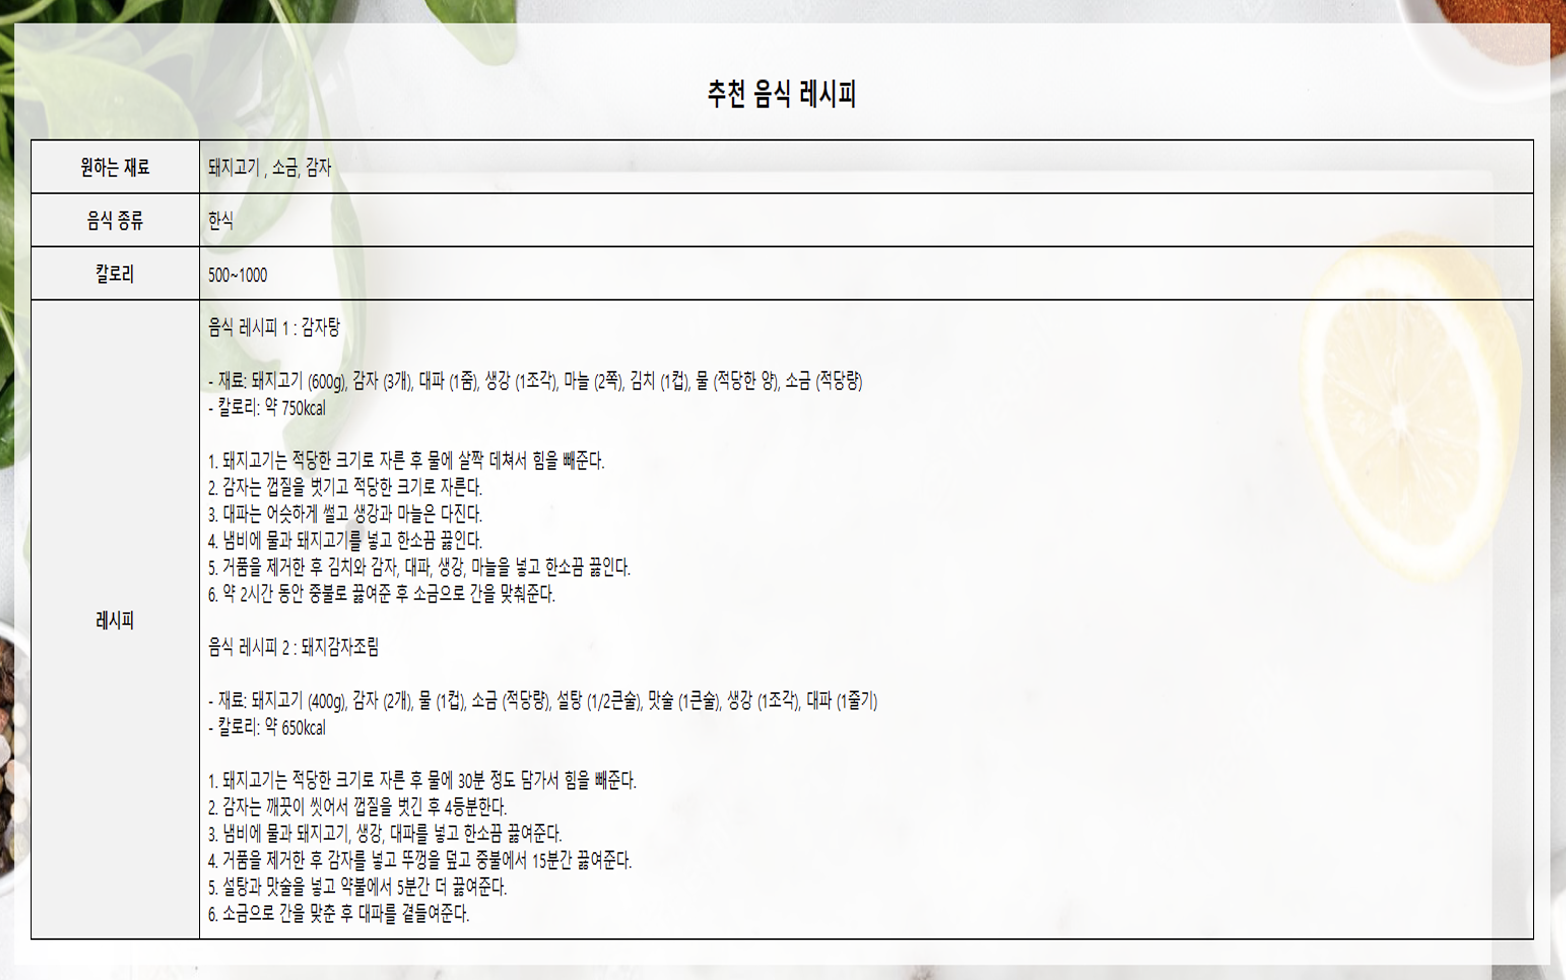 추천 음식 레시피
원하는 재료 돼지고기 , 소금, 감자
음식 종류 한식
칼로리 500~1000
레시피
음식 레시피 1 : 감자탕
- 재료: 돼지고기 (600g), 감자 (3개), 대파 (1줌), 생강 (1조각), 마늘 (2쪽), 김치 (1컵), 물 (적당한 양), 소금 (적당량)
- 칼로리: 약 750kcal
1. 돼지고기는 적당한 크기로 자른 후 물에 살짝 데쳐서 힘을 빼준다.
2. 감자는 껍질을 벗기고 적당한 크기로 자른다.
3. 대파는 어슷하게 썰고 생강과 마늘은 다진다.
4. 냄비에 물과 돼지고기를 넣고 한소끔 끓인다.
5. 거품을 제거한 후 김치와 감자, 대파, 생강, 마늘을 넣고 한소끔 끓인다.
6. 약 2시간 동안 중불로 끓여준 후 소금으로 간을 맞춰준다.
음식 레시피 2 : 돼지감자조림
- 재료: 돼지고기 (400g), 감자 (2개), 물 (1컵), 소금 (적당량), 설탕 (1/2큰술), 맛술 (1큰술), 생강 (1조각), 대파 (1줄기)
- 칼로리: 약 650kcal
1. 돼지고기는 적당한 크기로 자른 후 물에 30분 정도 담가서 힘을 빼준다.
2. 감자는 깨끗이 씻어서 껍질을 벗긴 후 4등분한다.
3. 냄비에 물과 돼지고기, 생강, 대파를 넣고 한소끔 끓여준다.
4. 거품을 제거한 후 감자를 넣고 뚜껑을 덮고 중불에서 15분간 끓여준다.
5. 설탕과 맛술을 넣고 약불에서 5분간 더 끓여준다.
6. 소금으로 간을 맞춘 후 대파를 곁들여준다.